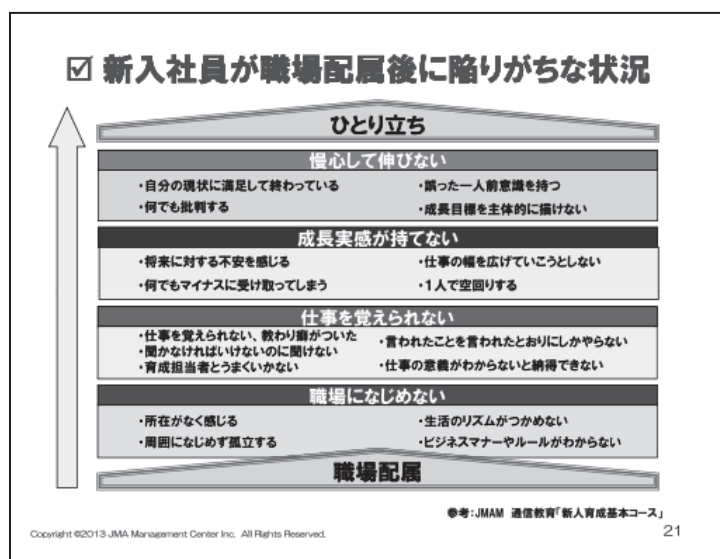 ☑ 新入社員が職場配属後に陥りがちな状況
ひとり立ち
慢心して伸びない
・自分の現状に満足して終わっている
・誤った一人前意識を持つ
・何でも批判する
・成長目標を主体的に描けない
成長実感が持てない
・将来に対する不安を感じる
・仕事の幅を広げていこうとしない
・何でもマイナスに受け取ってしまう
・1人で空回りする
仕事を覚えられない
・仕事を覚えられない、教わり癖がついた
・聞かなければいけないのに聞けない
・育成担当者とうまくいかない
・言われたことを言われたとおりにしかやらない
・仕事の意義がわからないと納得できない
職場になじめない
・所在がなく感じる
・生活のリズムがつかめない
・周囲になじめず孤立する
・ビジネスマナーやルールがわからない
職場配属
参考:JMAM 通信教育「新人育成基本コース」
Copyright ©2013 JMA Management Center Inc. All Rights Reserved.
21